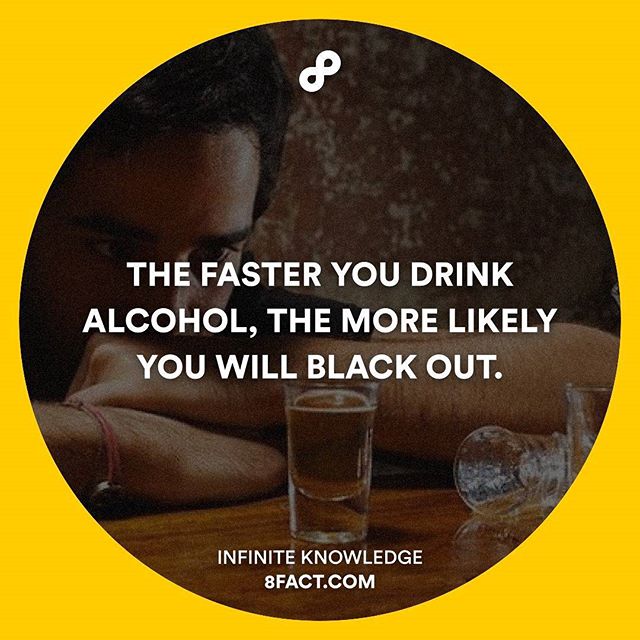 THE FASTER YOU DRINK
ALCOHOL, THE MORE LIKELY
YOU WILL BLACK OUT.
INFINITE KNOWLEDGE
8FACT.COM